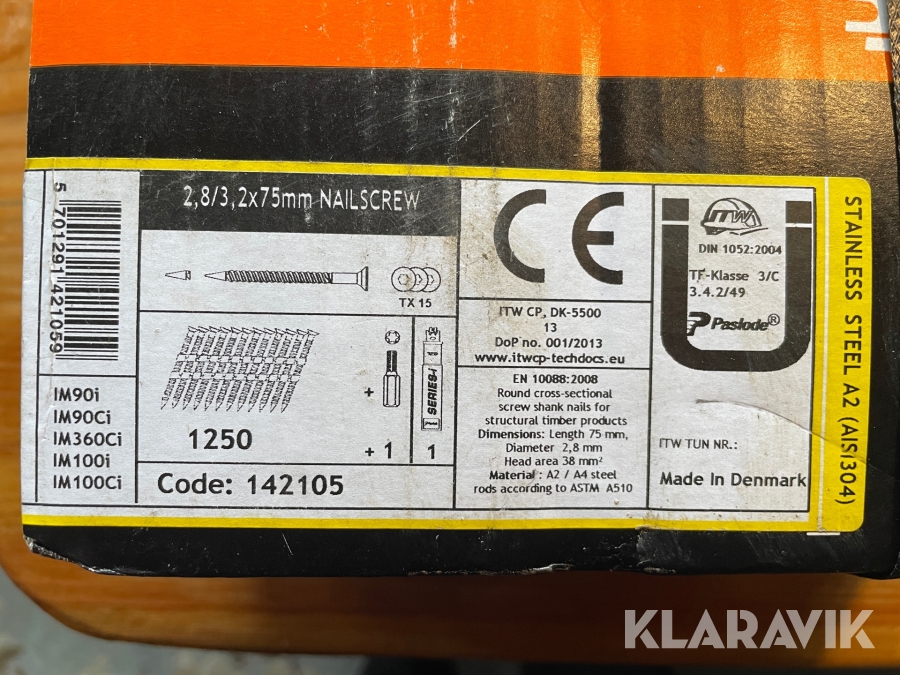 2,8/3,2x75mm NAILSCREW
TX 15
5 701291 421059
IM90i
IM90Ci
IM360Ci
IM100i
IM100Ci
1250
+
+ 1
SERIES-i
1
Code: 142105
CE
ITW CP, DK-5500
13
DoP no. 001/2013
www.itwcp-techdocs.eu
EN 10088:2008
Round cross-sectional
screw shank nails for
structural timber products
Dimensions: Length 75 mm,
Diameter 2,8 mm
Head area 38 mm²
Material : A2 / A4 steel
rods according to ASTM A510
ITW
DIN 1052:2004
TF-Klasse 3/C
3.4.2/49
Paslode®
ITW TUN NR.:
Made In Denmark
STAINLESS STEEL A2 (AISI304)
KLARAVIK